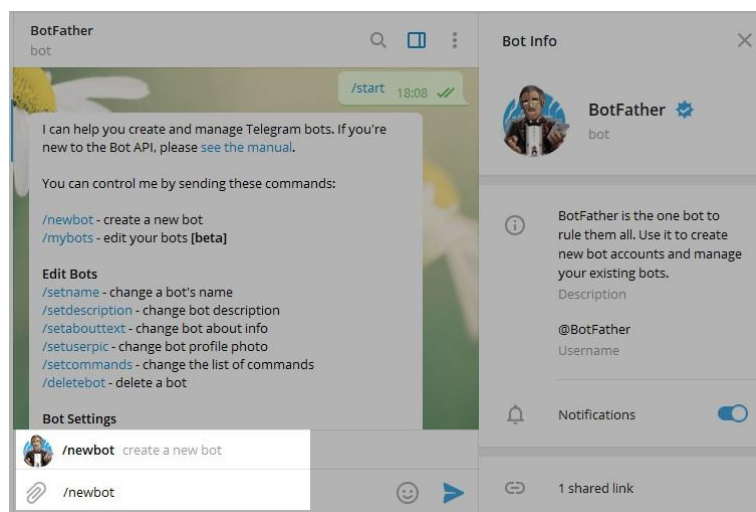 BotFather
bot
/start 18:08
I can help you create and manage Telegram bots. If you're
new to the Bot API, please see the manual.
You can control me by sending these commands:
/newbot - create a new bot
/mybots - edit your bots [beta]
Edit Bots
/setname - change a bot's name
/setdescription - change bot description
/setabouttext - change bot about info
/setuserpic - change bot profile photo
/setcommands - change the list of commands
/deletebot - delete a bot
Bot Settings
/newbot create a new bot
/newbot
Bot Info
BotFather
bot
BotFather is the one bot to
rule them all. Use it to create
new bot accounts and manage
your existing bots.
Description
@BotFather
Username
Notifications
1 shared link